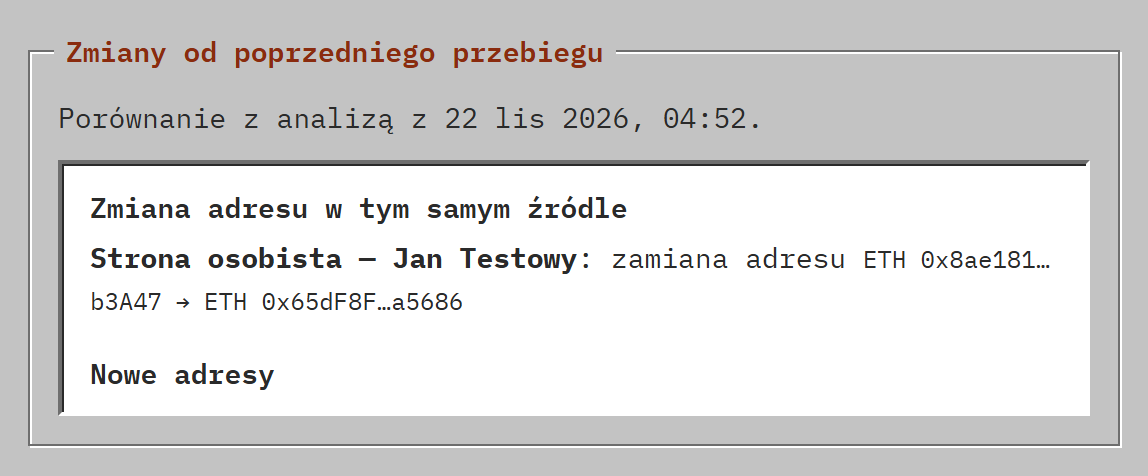 Zmiany od poprzedniego przebiegu
Porównanie z analizą z 22 lis 2026, 04:52.
Zmiana adresu w tym samym źródle
Strona osobista — Jan Testowy: zamiana adresu ETH 0x8ae181…
b3A47 → ETH 0x65dF8F…a5686
Nowe adresy